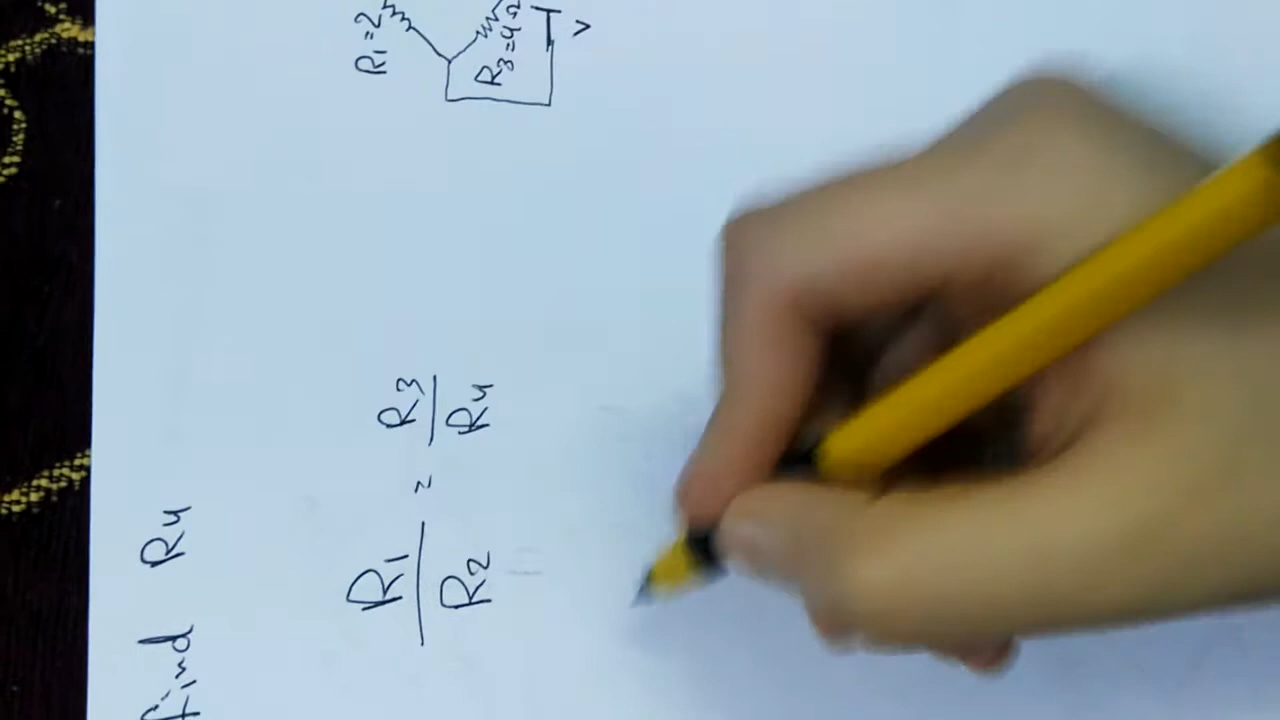 find R4
R1 = 2
R3 = 4Ω
V
R1/R2 = R3/R4